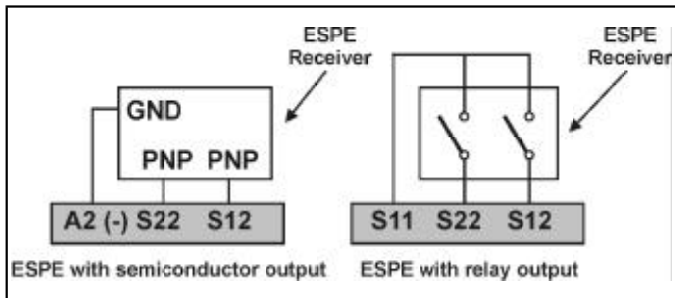 ESPE
Receiver
GND
PNP PNP
A2 (-) S22 S12
ESPE with semiconductor output
ESPE
Receiver
S11 S22 S12
ESPE with relay output